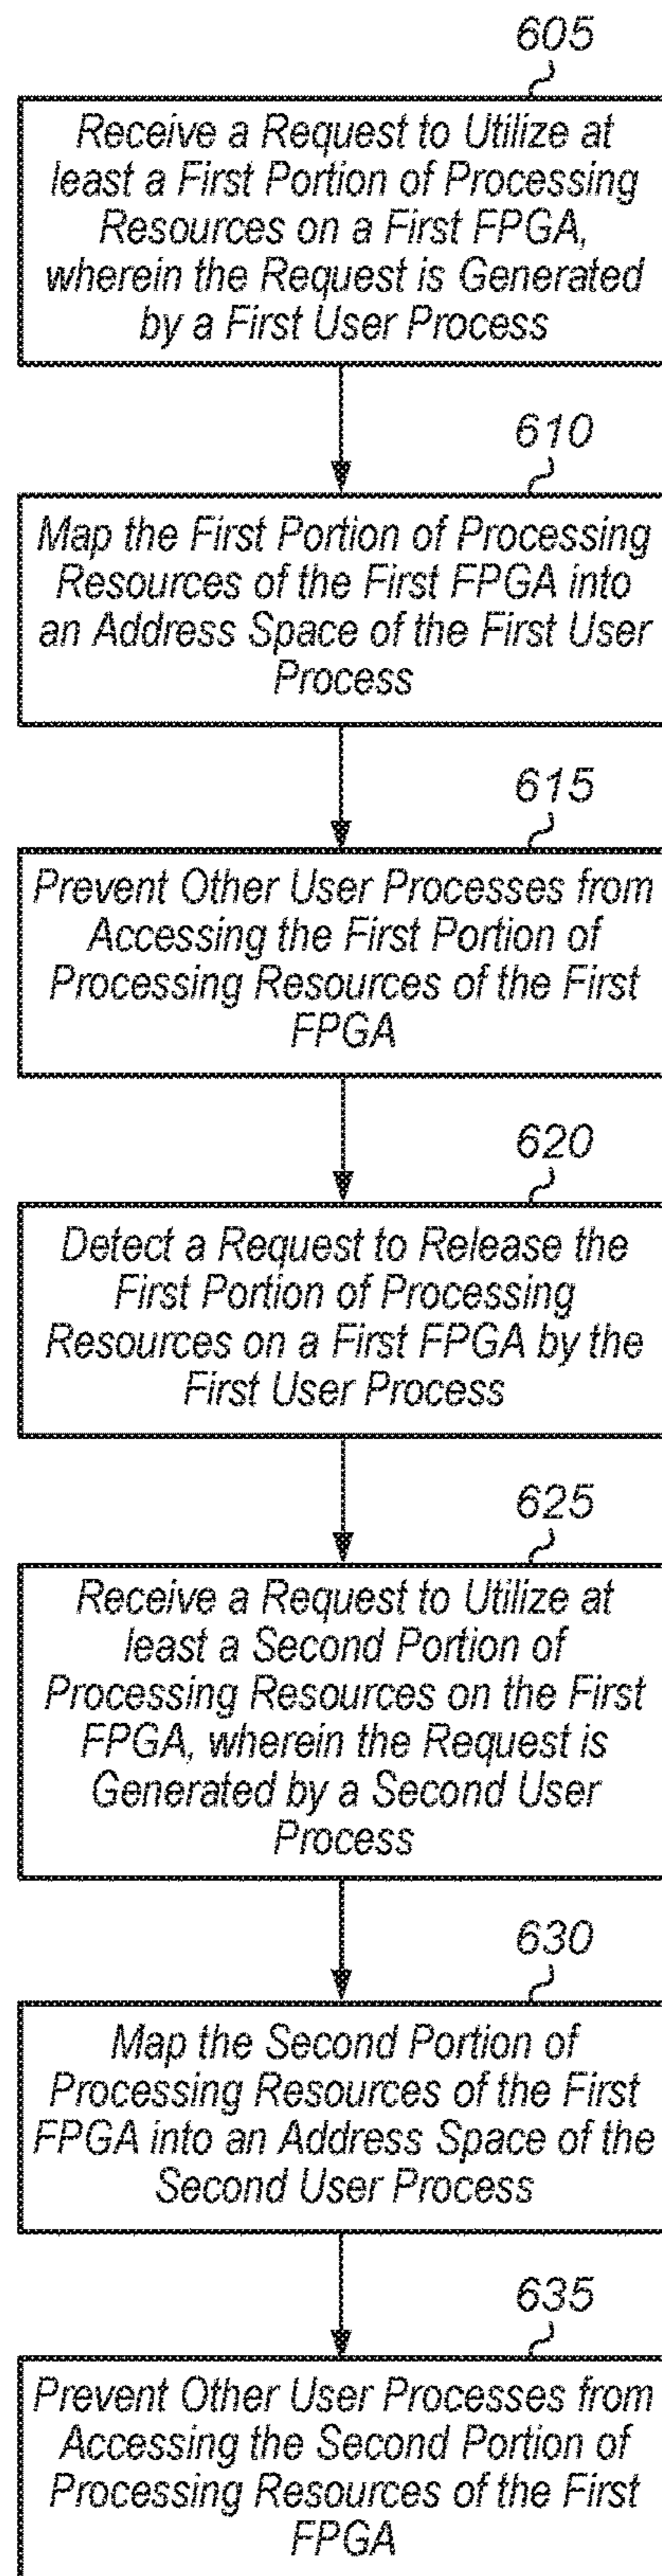 605
Receive a Request to Utilize at
least a First Portion of Processing
Resources on a First FPGA,
wherein the Request is Generated
by a First User Process
610
Map the First Portion of Processing
Resources of the First FPGA into
an Address Space of the First User
Process
615
Prevent Other User Processes from
Accessing the First Portion of
Processing Resources of the First
FPGA
620
Detect a Request to Release the
First Portion of Processing
Resources on a First FPGA by the
First User Process
625
Receive a Request to Utilize at
least a Second Portion of
Processing Resources on the First
FPGA, wherein the Request is
Generated by a Second User
Process
630
Map the Second Portion of
Processing Resources of the First
FPGA into an Address Space of the
Second User Process
635
Prevent Other User Processes from
Accessing the Second Portion of
Processing Resources of the First
FPGA